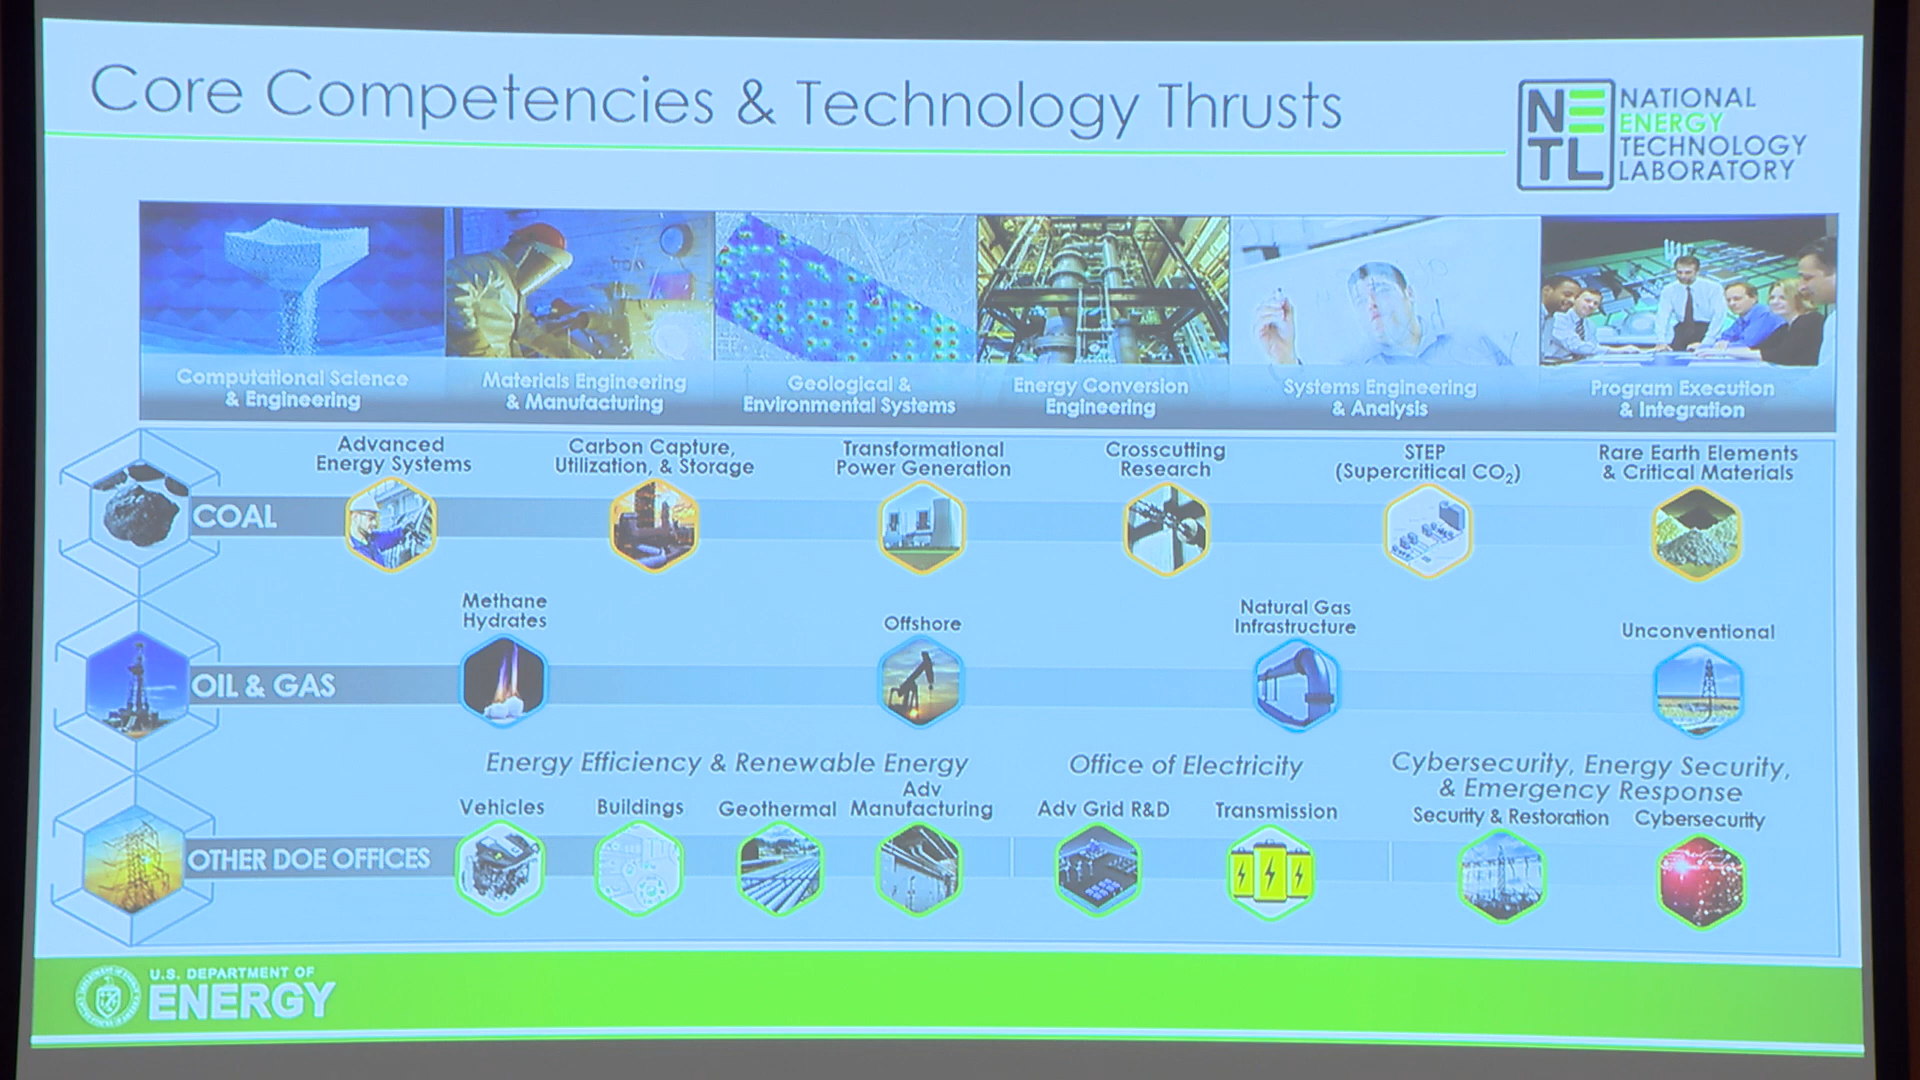 Core Competencies & Technology Thrusts
NETL
NATIONAL
ENERGY
TECHNOLOGY
LABORATORY
Computational Science
& Engineering
Materials Engineering
& Manufacturing
Geological &
Environmental Systems
Energy Conversion
Engineering
Systems Engineering
& Analysis
Program Execution
& Integration
COAL
Advanced
Energy Systems
Carbon Capture,
Utilization, & Storage
Transformational
Power Generation
Crosscutting
Research
STEP
(Supercritical CO₂)
Rare Earth Elements
& Critical Materials
OIL & GAS
Methane
Hydrates
Offshore
Natural Gas
Infrastructure
Unconventional
OTHER DOE OFFICES
Energy Efficiency & Renewable Energy
Vehicles
Buildings
Geothermal
Adv
Manufacturing
Office of Electricity
Adv Grid R&D
Transmission
Cybersecurity, Energy Security,
& Emergency Response
Security & Restoration
Cybersecurity
U.S. DEPARTMENT OF
ENERGY